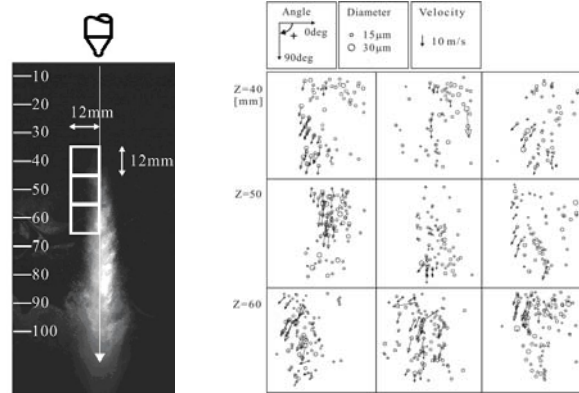 10
20
30
40
50
60
70
80
90
100
12mm
12mm
Angle
0deg
+
90deg
Diameter
15μm
30μm
Velocity
10 m/s
Z=40
[mm]
Z=50
Z=60